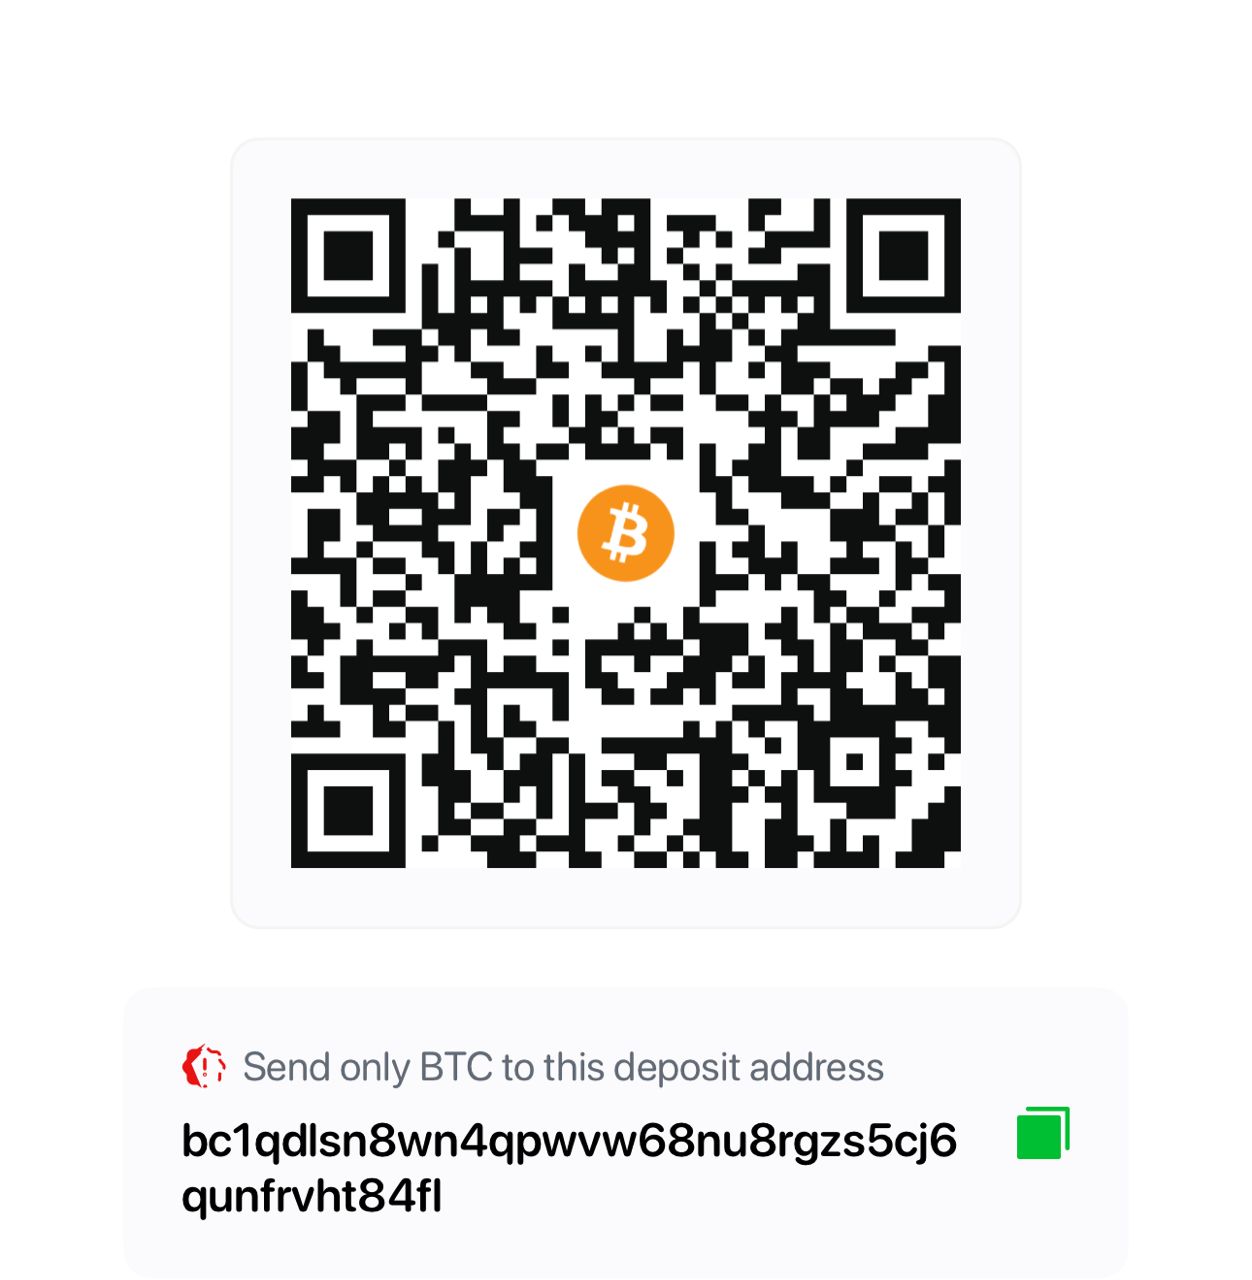 Send only BTC to this deposit address
bc1qdlsn8wn4qpwvw68nu8rgzs5cj6
qunfrvht84fl